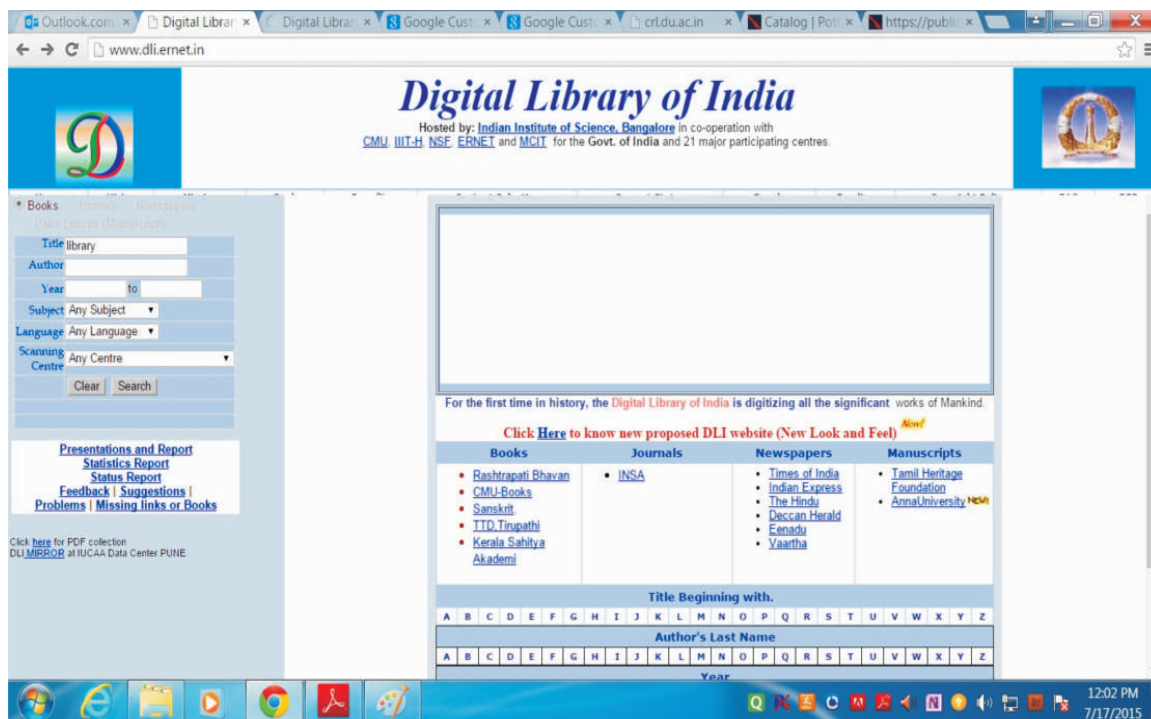 Outlook.com
Digital Librar
Digital Librar
Google Custo
Google Custo
crl.du.ac.in
Catalog | Pot
https://public
www.dli.ernet.in
D
Digital Library of India
Hosted by: Indian Institute of Science, Bangalore in co-operation with
CMU, IIIT-H, NSF, ERNET and MCIT for the Govt. of India and 21 major participating centres.
Books Journals Newspapers
Palm Leaves (Manuscripts)
Title library
Author
Year to
Subject Any Subject
Language Any Language
Scanning
Centre Any Centre
Clear Search
Presentations and Report
Statistics Report
Status Report
Feedback | Suggestions |
Problems | Missing links or Books
Click here for PDF collection
DLI MIRROR at IUCAA Data Center PUNE
For the first time in history, the Digital Library of India is digitizing all the significant works of Mankind.
New!
Click Here to know new proposed DLI website (New Look and Feel)
Books
Rashtrapati Bhavan
CMU-Books
Sanskrit
TTD,Tirupathi
Kerala Sahitya
Akademi
Journals
INSA
Newspapers
Times of India
Indian Express
The Hindu
Deccan Herald
Eenadu
Vaartha
Manuscripts
Tamil Heritage
Foundation
AnnaUniversity NEW!
Title Beginning with.
A B C D E F G H I J K L M N O P Q R S T U V W X Y Z
Author's Last Name
A B C D E F G H I J K L M N O P Q R S T U V W X Y Z
Year
12:02 PM
7/17/2015